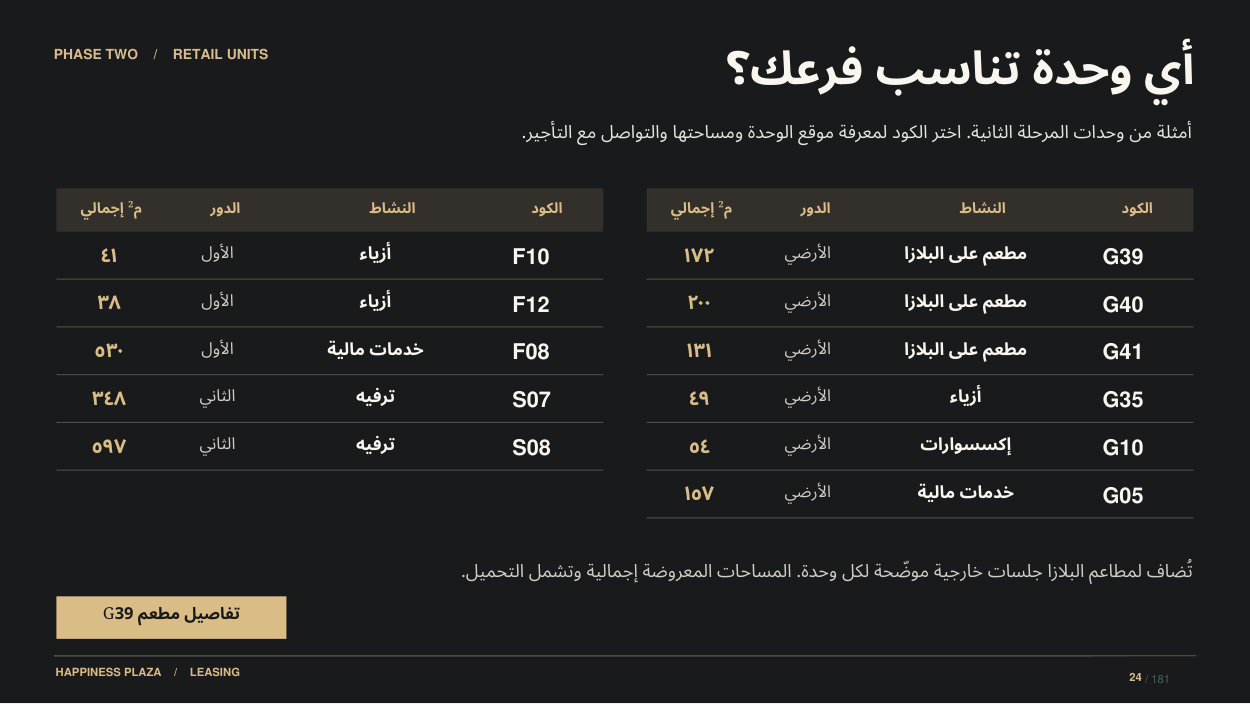 PHASE TWO / RETAIL UNITS
أي وحدة تناسب فرعك؟
أمثلة من وحدات المرحلة الثانية. اختر الكود لمعرفة موقع الوحدة ومساحتها والتواصل مع التأجير.
الكود النشاط الدور م² إجمالي
G39 مطعم على البلازا الأرضي ١٧٢
G40 مطعم على البلازا الأرضي ٢٠٠
G41 مطعم على البلازا الأرضي ١٣١
G35 أزياء الأرضي ٤٩
G10 إكسسوارات الأرضي ٥٤
G05 خدمات مالية الأرضي ١٥٧
الكود النشاط الدور م² إجمالي
F10 أزياء الأول ٤١
F12 أزياء الأول ٣٨
F08 خدمات مالية الأول ٥٣٠
S07 ترفيه الثاني ٣٤٨
S08 ترفيه الثاني ٥٩٧
تُضاف لمطاعم البلازا جلسات خارجية موضّحة لكل وحدة. المساحات المعروضة إجمالية وتشمل التحميل.
تفاصيل مطعم G39
HAPPINESS PLAZA / LEASING
24 / 181